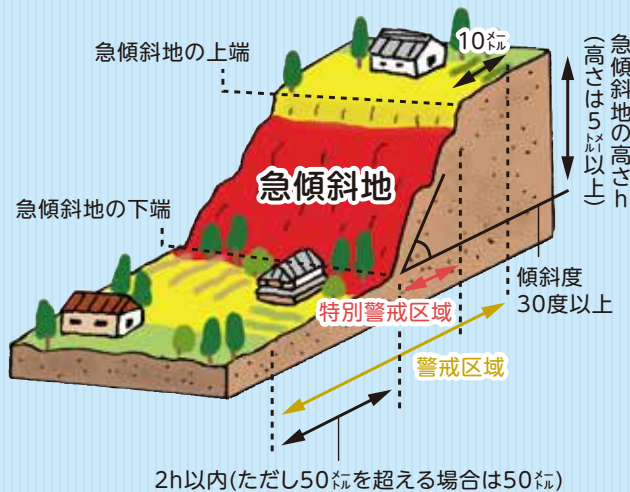 急傾斜地の上端
10メートル
急傾斜地の高さh
(高さは5メートル以上)
急傾斜地
急傾斜地の下端
傾斜度
30度以上
特別警戒区域
警戒区域
2h以内(ただし50メートルを超える場合は50メートル)